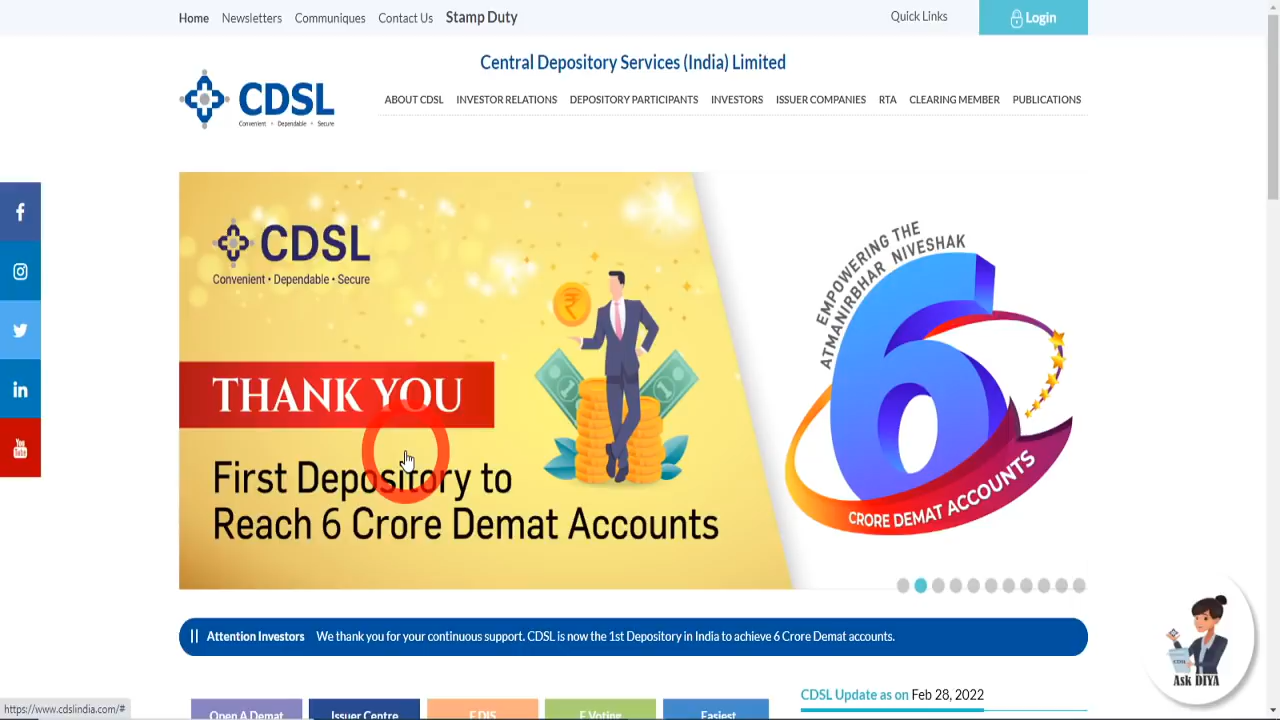 Home Newsletters Communiques Contact Us Stamp Duty Quick Links Login
Central Depository Services (India) Limited
CDSL
Convenient • Dependable • Secure
ABOUT CDSL INVESTOR RELATIONS DEPOSITORY PARTICIPANTS INVESTORS ISSUER COMPANIES RTA CLEARING MEMBER PUBLICATIONS
CDSL
Convenient • Dependable • Secure
THANK YOU
First Depository to
Reach 6 Crore Demat Accounts
EMPOWERING THE
ATMANIRBHAR NIVESHAK
6
CRORE DEMAT ACCOUNTS
You
Tube
Attention Investors We thank you for your continuous support. CDSL is now the 1st Depository in India to achieve 6 Crore Demat accounts.
CDSL
Ask DIYA
CDSL Update as on Feb 28, 2022
Open A Demat Issuer Centre E DIS E Voting Easiest
https://www.cdslindia.com/#